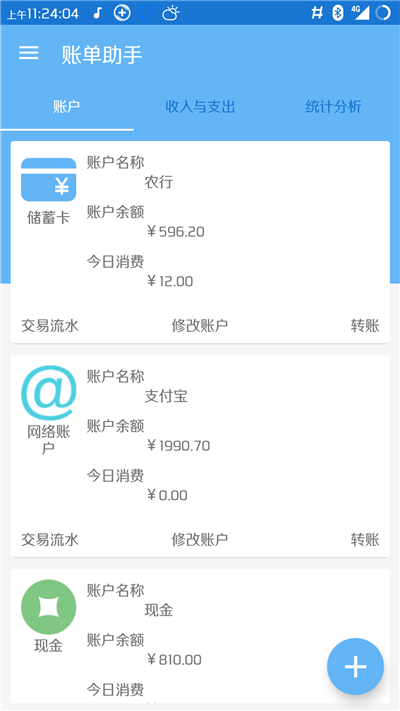 上午11:24:04
4G
账单助手
账户
收入与支出
统计分析
账户名称
农行
储蓄卡
账户余额
￥596.20
今日消费
￥12.00
交易流水
修改账户
转账
账户名称
支付宝
网络账
户
账户余额
￥1990.70
今日消费
￥0.00
交易流水
修改账户
转账
账户名称
现金
现金
账户余额
￥810.00
今日消费